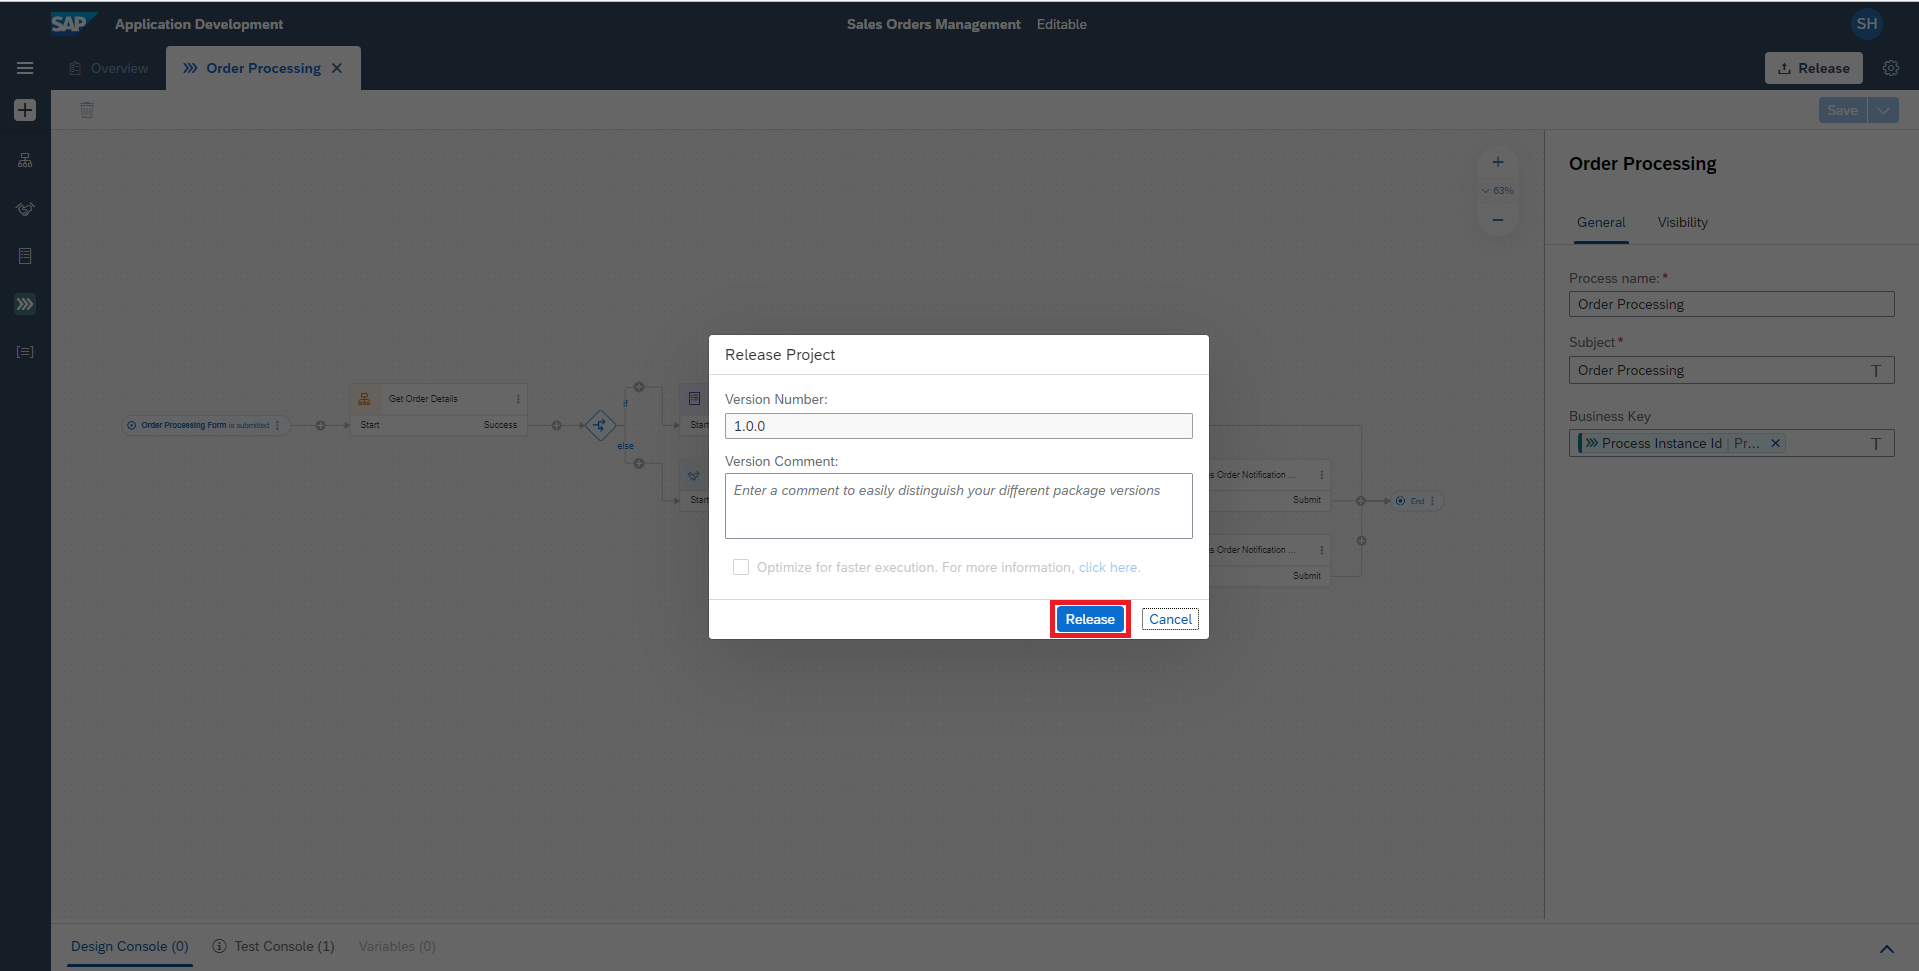 SAP Application Development
Sales Orders Management Editable
SH
Overview
Order Processing
Release
Save
63%
Order Processing
General Visibility
Process name: *
Order Processing
Subject *
Order Processing
T
Business Key
Process Instance Id | Pr...
T
Order Processing Form is submitted
Get Order Details
Start Success
if
else
Start
Start
s Order Notification ...
Submit
s Order Notification ...
Submit
End
Release Project
Version Number:
1.0.0
Version Comment:
Enter a comment to easily distinguish your different package versions
Optimize for faster execution. For more information, click here.
Release Cancel
Design Console (0) Test Console (1) Variables (0)